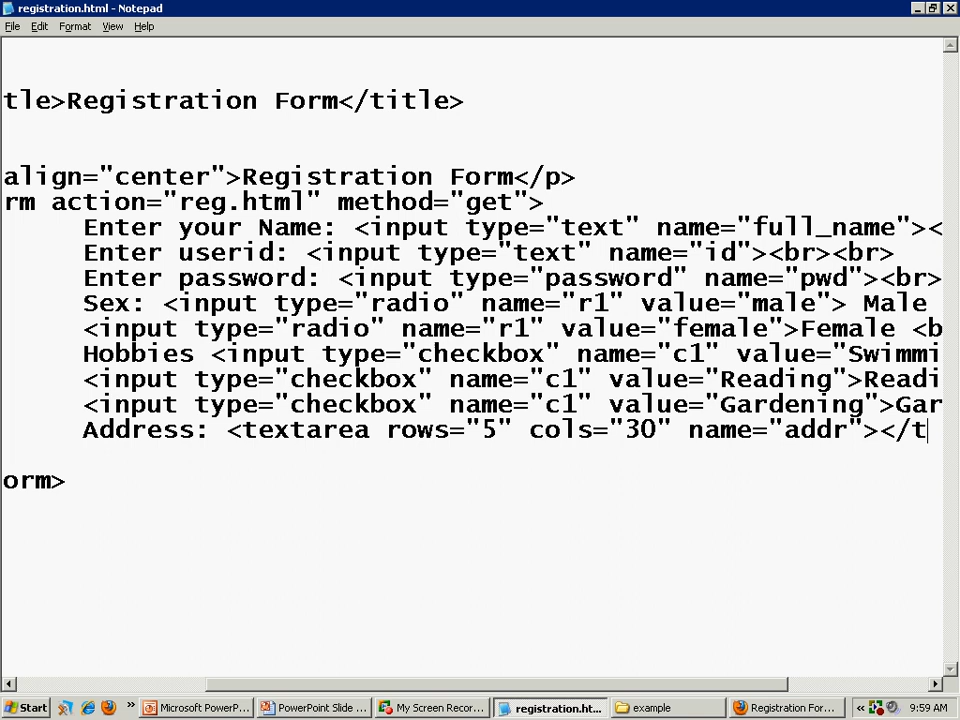 registration.html - Notepad
File Edit Format View Help
tle>Registration Form</title>
align="center">Registration Form</p>
rm action="reg.html" method="get">
Enter your Name: <input type="text" name="full_name"><
Enter userid: <input type="text" name="id"><br><br>
Enter password: <input type="password" name="pwd"><br>
Sex: <input type="radio" name="r1" value="male"> Male
<input type="radio" name="r1" value="female">Female <b
Hobbies <input type="checkbox" name="c1" value="Swimmi
<input type="checkbox" name="c1" value="Reading">Readi
<input type="checkbox" name="c1" value="Gardening">Gar
Address: <textarea rows="5" cols="30" name="addr"></t
orm>
Start » Microsoft PowerP... PowerPoint Slide ... My Screen Recor... registration.ht... example Registration For... « 9:59 AM